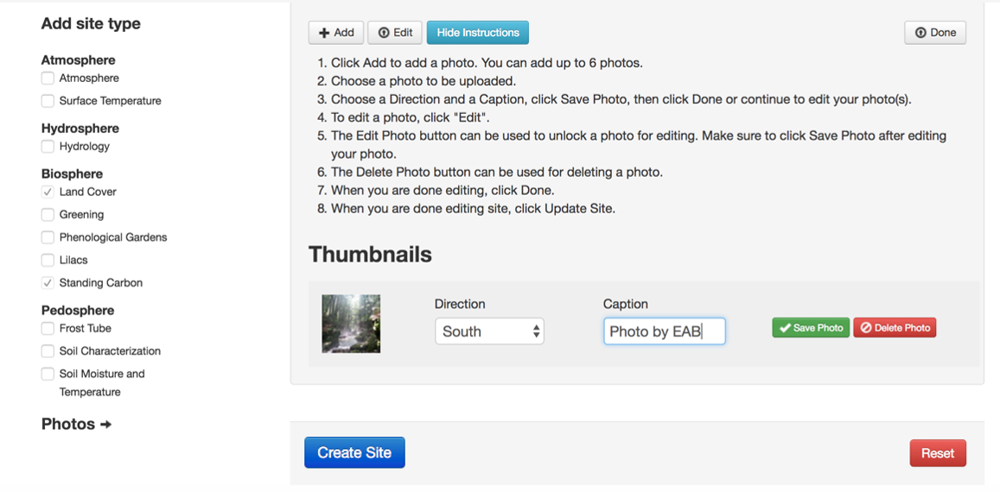 Add site type
Atmosphere
Atmosphere
Surface Temperature
Hydrosphere
Hydrology
Biosphere
Land Cover
Greening
Phenological Gardens
Lilacs
Standing Carbon
Pedosphere
Frost Tube
Soil Characterization
Soil Moisture and
Temperature
Photos
Add
Edit
Hide Instructions
Done
1. Click Add to add a photo. You can add up to 6 photos.
2. Choose a photo to be uploaded.
3. Choose a Direction and a Caption, click Save Photo, then click Done or continue to edit your photo(s).
4. To edit a photo, click "Edit".
5. The Edit Photo button can be used to unlock a photo for editing. Make sure to click Save Photo after editing
your photo.
6. The Delete Photo button can be used for deleting a photo.
7. When you are done editing, click Done.
8. When you are done editing site, click Update Site.
Thumbnails
Direction
South
Caption
Photo by EAB
Save Photo
Delete Photo
Create Site
Reset